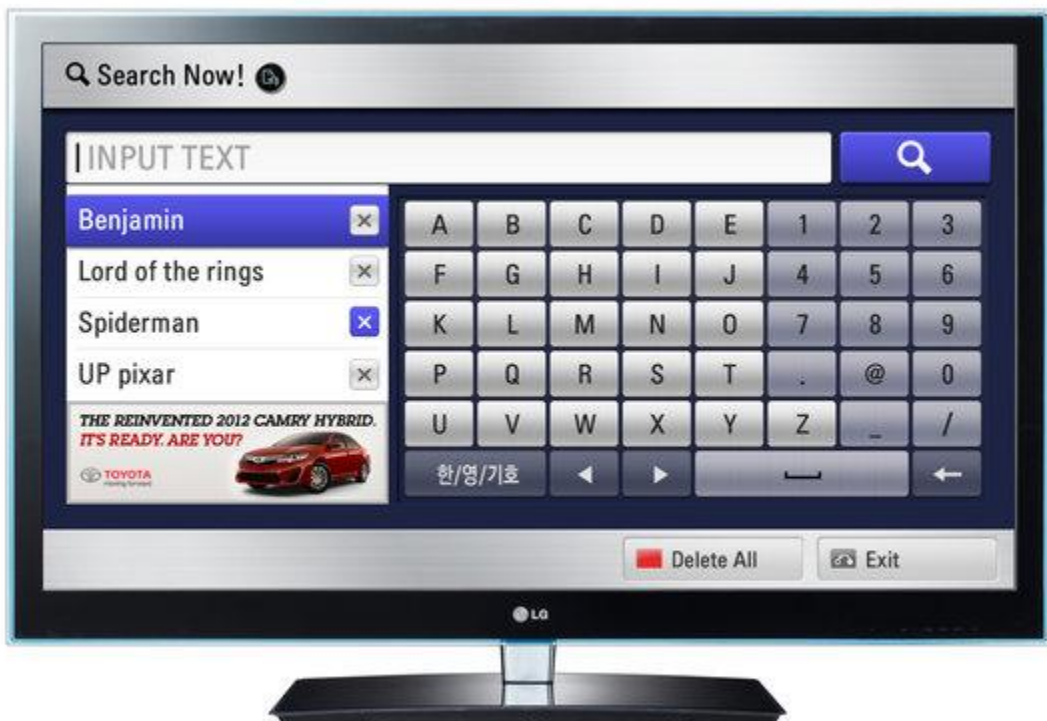 Search Now!
INPUT TEXT
Benjamin
Lord of the rings
Spiderman
UP pixar
THE REINVENTED 2012 CAMRY HYBRID.
IT'S READY. ARE YOU?
TOYOTA
moving forward
A B C D E 1 2 3
F G H I J 4 5 6
K L M N O 7 8 9
P Q R S T . @ 0
U V W X Y Z _ /
한/영/기호
Delete All
Exit
LG